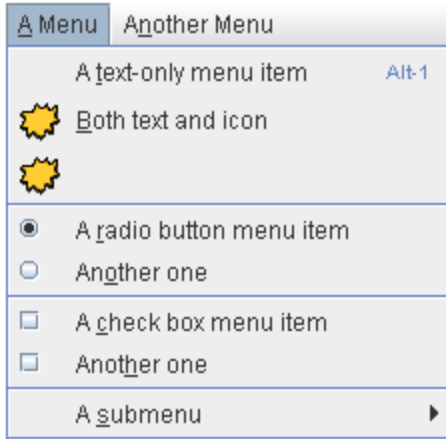 A Menu Another Menu
A text-only menu item Alt-1
Both text and icon
A radio button menu item
Another one
A check box menu item
Another one
A submenu